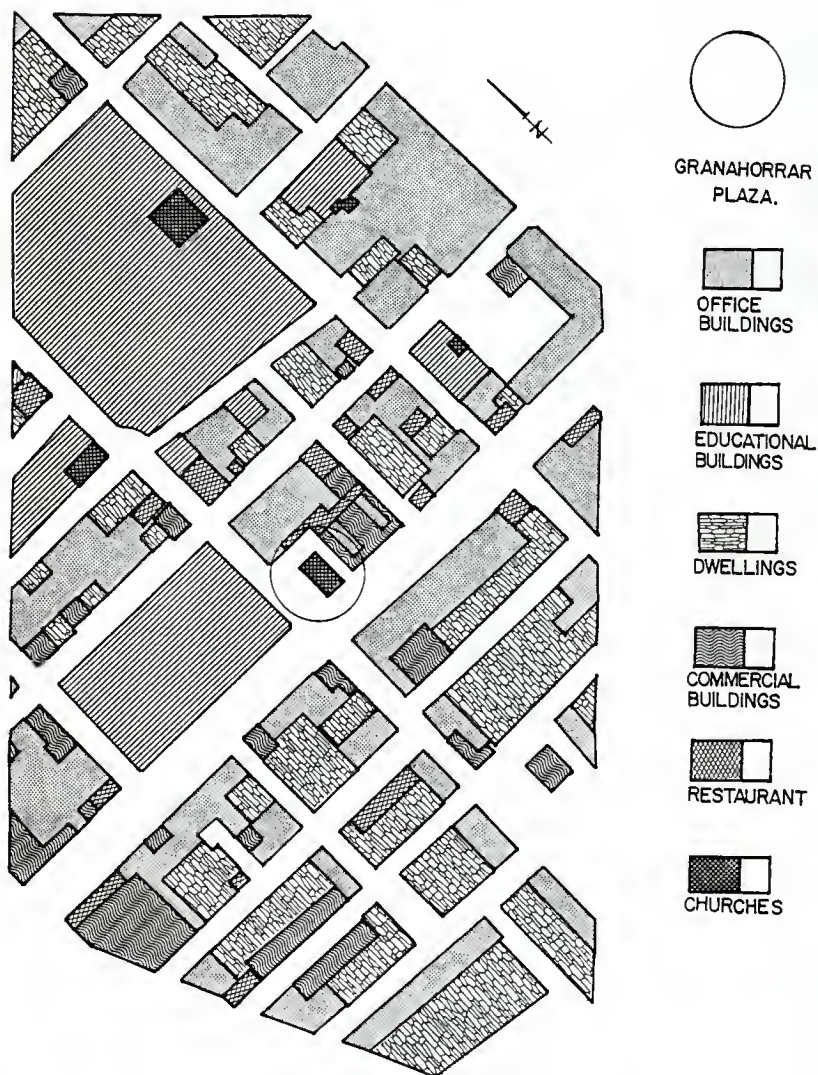 N
GRANAHORRAR
PLAZA.
OFFICE
BUILDINGS
EDUCATIONAL
BUILDINGS
DWELLINGS
COMMERCIAL
BUILDINGS
RESTAURANT
CHURCHES